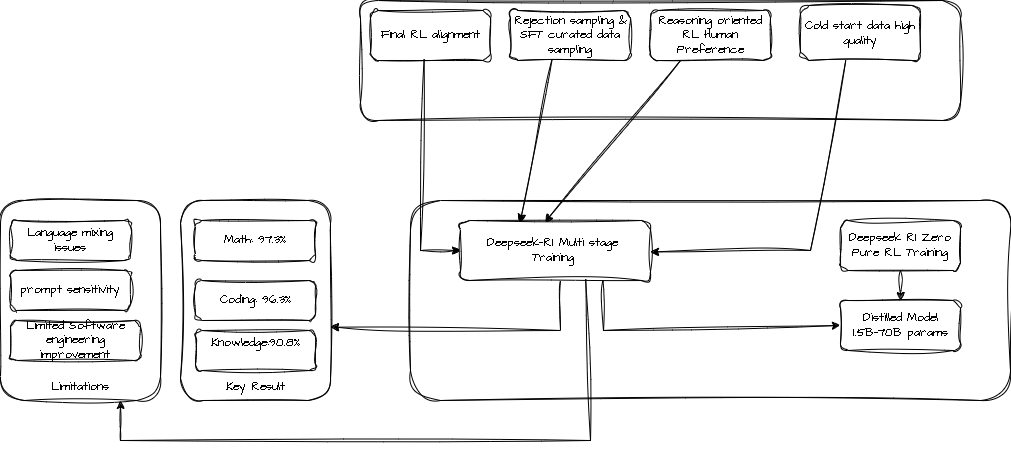 Final RL alignment
Rejection sampling &
SFT curated data
sampling
Reasoning oriented
RL Human
Preference
Cold start data high
quality
Language mixing
issues
prompt sensitivity
Limited Software
engineering
improvement
Limitations
Math: 97.3%
Coding: 96.3%
Knowledge:90.8%
Key Result
Deepseek-R1 Multi stage
Training
Deepseek R1 Zero
Pure RL Training
Distilled Model
1.5B-70B params